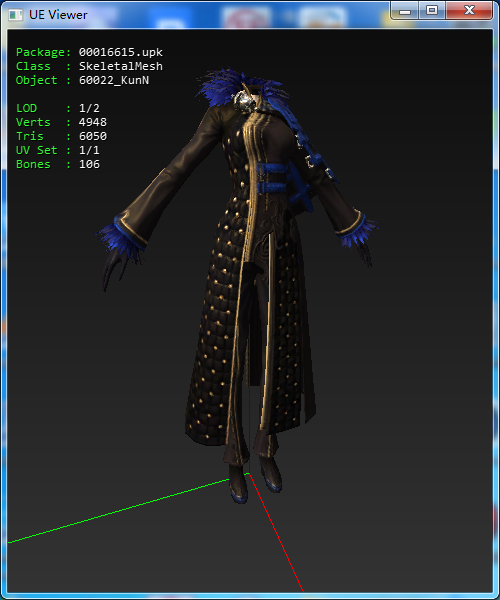 UE Viewer
Package: 00016615.upk
Class  : SkeletalMesh
Object : 60022_KunN
LOD    : 1/2
Verts  : 4948
Tris   : 6050
UV Set : 1/1
Bones  : 106